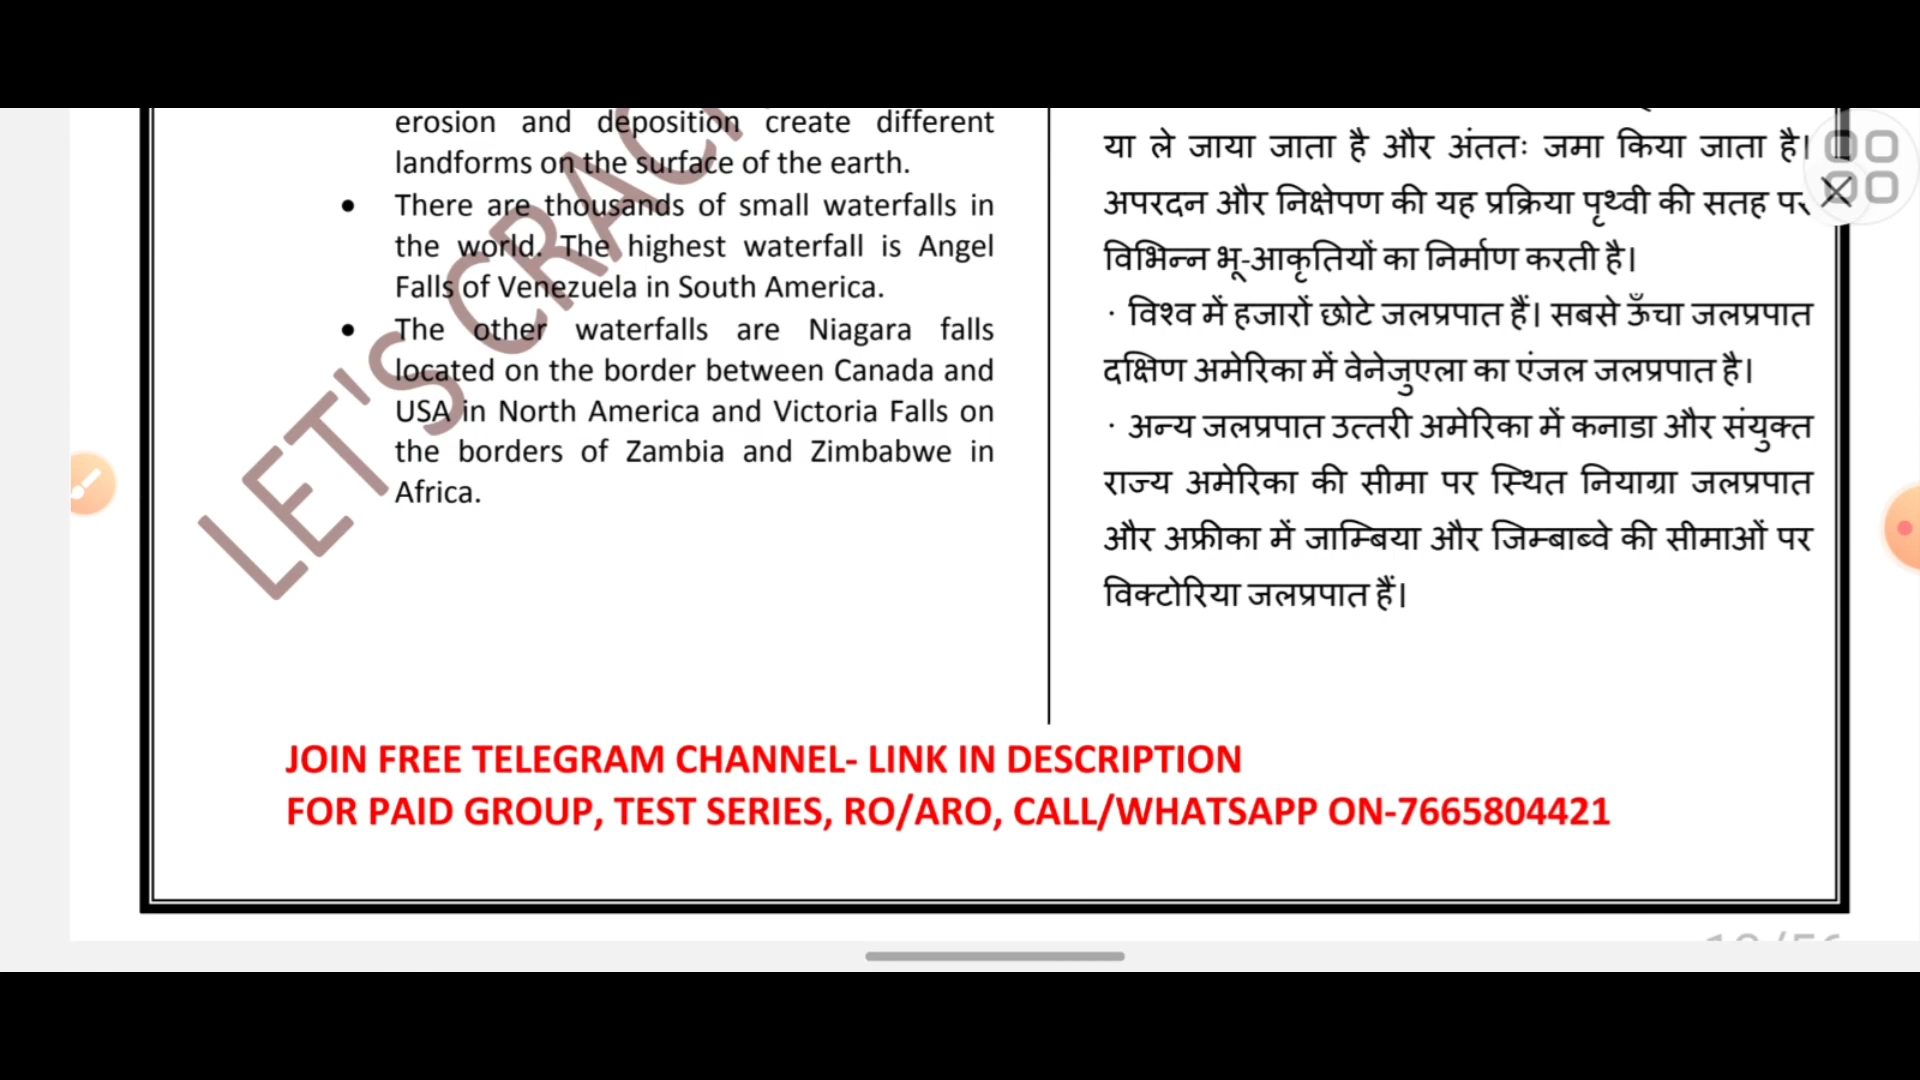 erosion and deposition create different
landforms on the surface of the earth.
• There are thousands of small waterfalls in
the world. The highest waterfall is Angel
Falls of Venezuela in South America.
• The other waterfalls are Niagara falls
located on the border between Canada and
USA in North America and Victoria Falls on
the borders of Zambia and Zimbabwe in
Africa.
या ले जाया जाता है और अंततः जमा किया जाता है।
अपरदन और निक्षेपण की यह प्रक्रिया पृथ्वी की सतह पर
विभिन्न भू-आकृतियों का निर्माण करती है।
· विश्व में हजारों छोटे जलप्रपात हैं। सबसे ऊँचा जलप्रपात
दक्षिण अमेरिका में वेनेजुएला का एंजल जलप्रपात है।
· अन्य जलप्रपात उत्तरी अमेरिका में कनाडा और संयुक्त
राज्य अमेरिका की सीमा पर स्थित नियाग्रा जलप्रपात
और अफ्रीका में जाम्बिया और जिम्बाब्वे की सीमाओं पर
विक्टोरिया जलप्रपात हैं।
LET'S CRAC
JOIN FREE TELEGRAM CHANNEL- LINK IN DESCRIPTION
FOR PAID GROUP, TEST SERIES, RO/ARO, CALL/WHATSAPP ON-7665804421